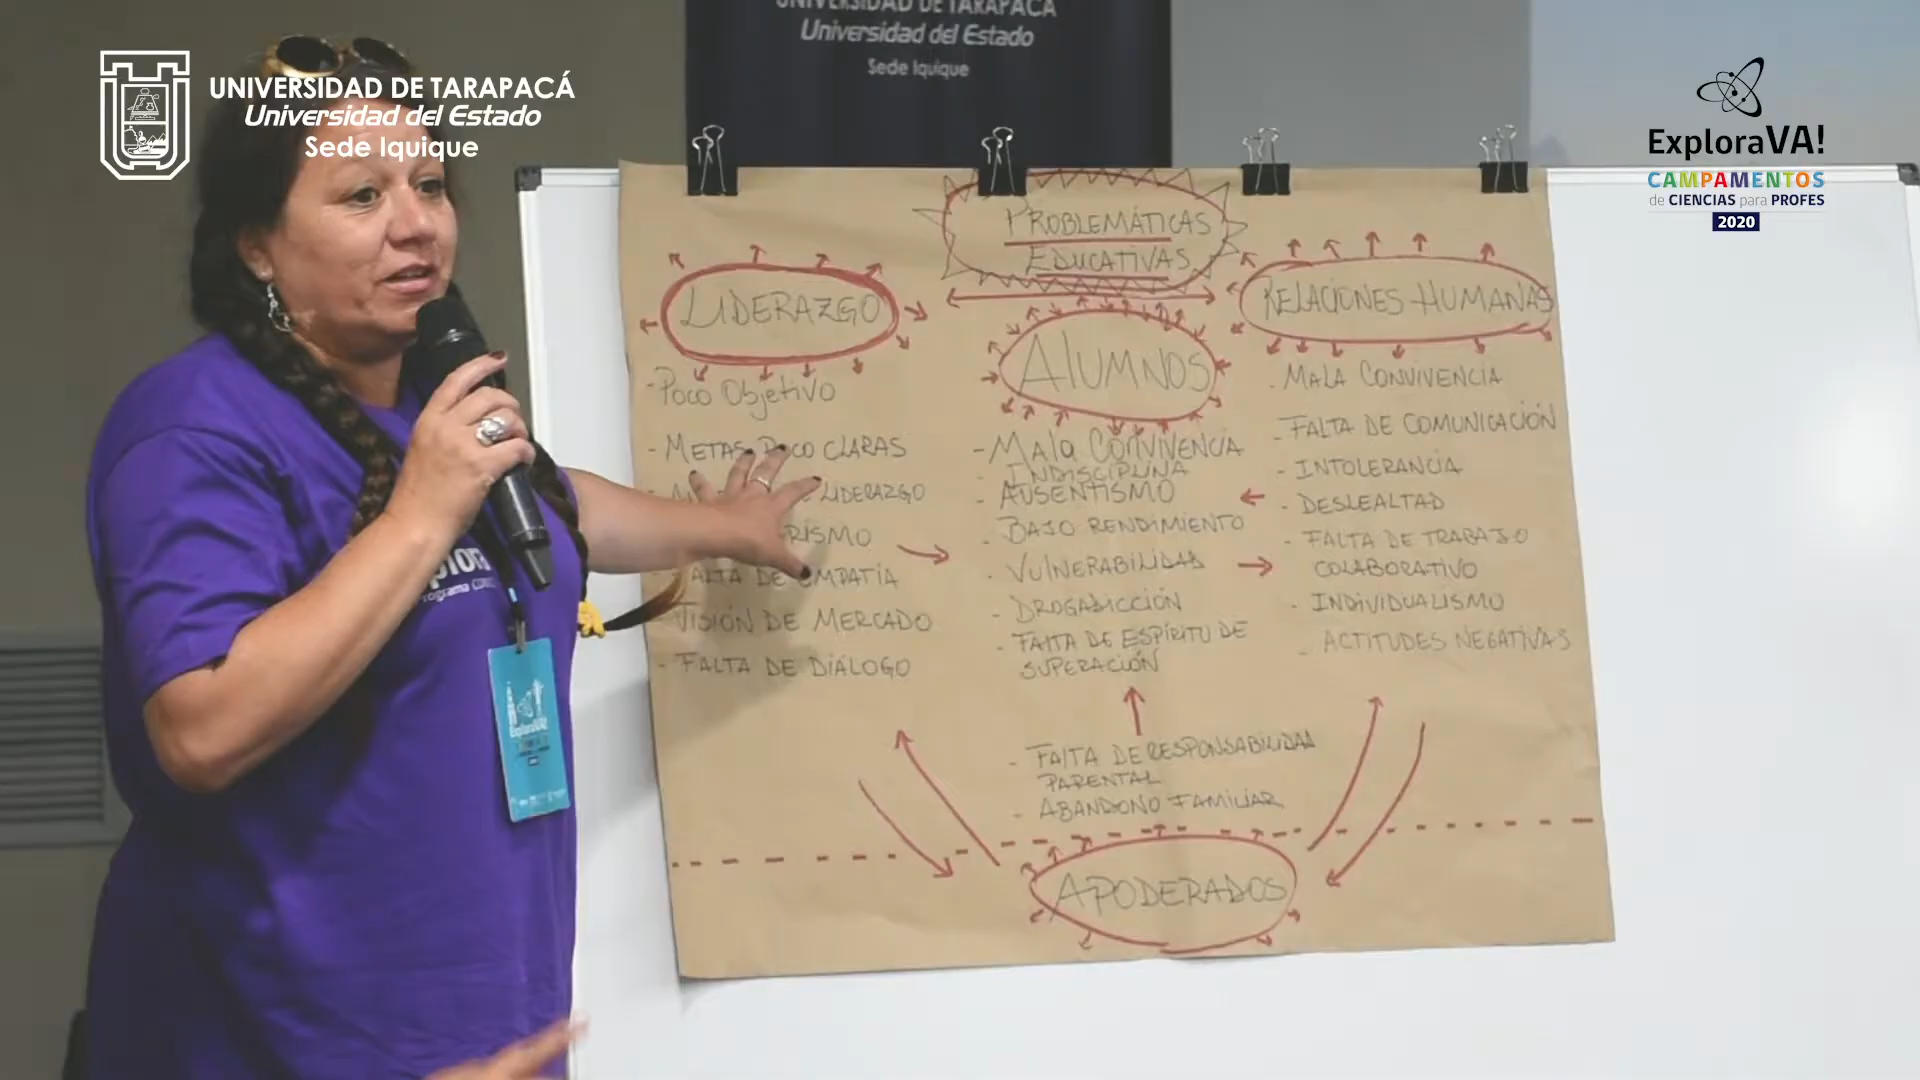 UNIVERSIDAD DE TARAPACÁ
Universidad del Estado
Sede Iquique
UNIVERSIDAD DE TARAPACÁ
Universidad del Estado
Sede Iquique
ExploraVA!
CAMPAMENTOS
de CIENCIAS para PROFES
2020
PROBLEMÁTICAS
EDUCATIVAS
LIDERAZGO
- Poco Objetivo
- METAS POCO CLARAS
LIDERAZGO
RISMO
FALTA DE EMPATÍA
- VISIÓN DE MERCADO
- FALTA DE DIÁLOGO
ALUMNOS
- MALA CONVIVENCIA
INDISCIPLINA
- AUSENTISMO
- BAJO RENDIMIENTO
- VULNERABILIDAD
- DROGADICCIÓN
- FALTA DE ESPÍRITU DE
SUPERACIÓN
- FALTA DE RESPONSABILIDAD
PARENTAL
- ABANDONO FAMILIAR
RELACIONES HUMANAS
- MALA CONVIVENCIA
- FALTA DE COMUNICACIÓN
- INTOLERANCIA
- DESLEALTAD
- FALTA DE TRABAJO
COLABORATIVO
- INDIVIDUALISMO
- ACTITUDES NEGATIVAS
APODERADOS
ExploraVA!